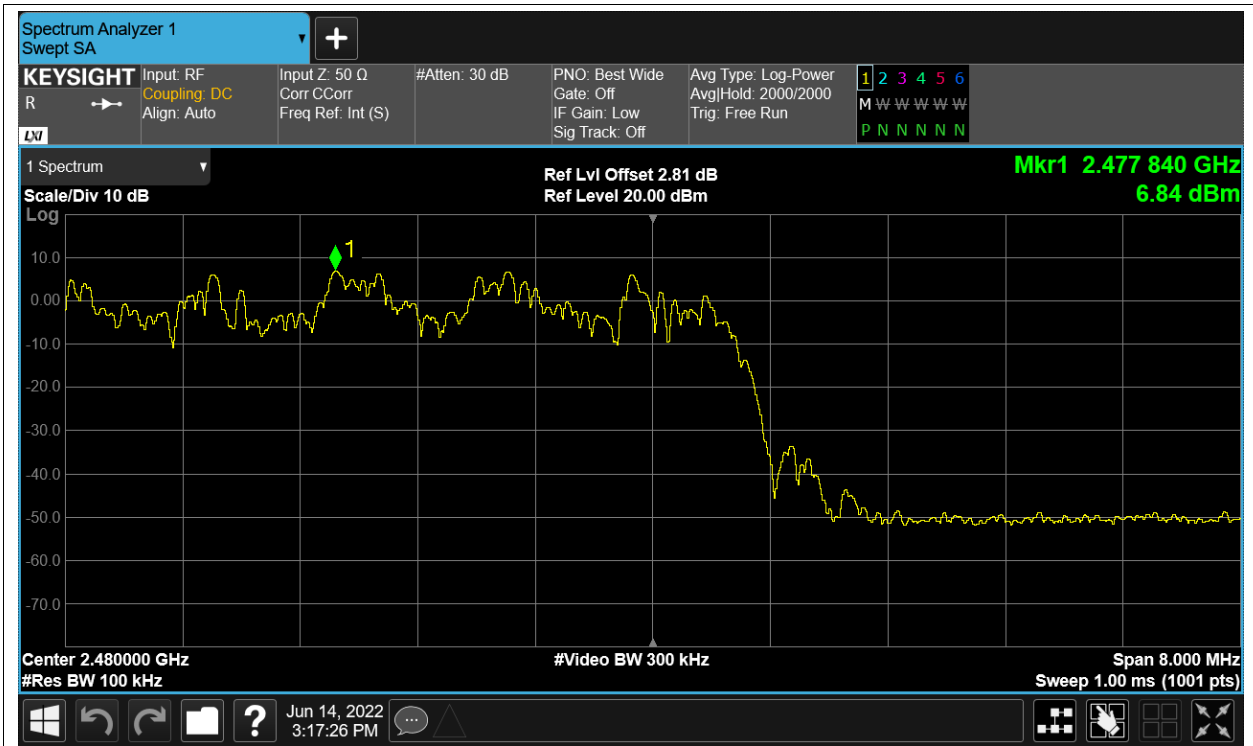 Spectrum Analyzer 1
Swept SA
KEYSIGHT
R
LXI
Input: RF
Coupling: DC
Align: Auto
Input Z: 50 Ω
Corr CCorr
Freq Ref: Int (S)
#Atten: 30 dB
PNO: Best Wide
Gate: Off
IF Gain: Low
Sig Track: Off
Avg Type: Log-Power
Avg|Hold: 2000/2000
Trig: Free Run
1 2 3 4 5 6
M W W W W W
P N N N N N
1 Spectrum
Scale/Div 10 dB
Log
Ref Lvl Offset 2.81 dB
Ref Level 20.00 dBm
Mkr1 2.477 840 GHz
6.84 dBm
1
10.0
0.00
-10.0
-20.0
-30.0
-40.0
-50.0
-60.0
-70.0
Center 2.480000 GHz
#Res BW 100 kHz
#Video BW 300 kHz
Span 8.000 MHz
Sweep 1.00 ms (1001 pts)
?
Jun 14, 2022
3:17:26 PM